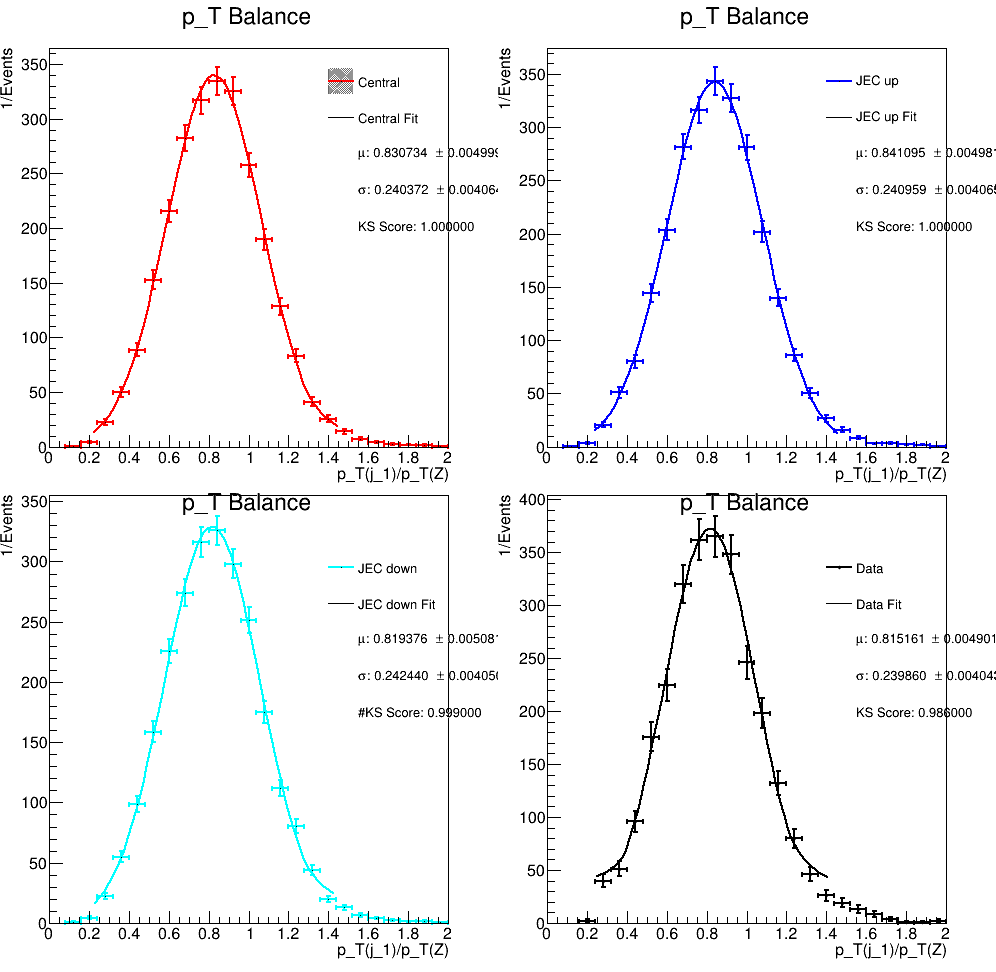 p_T Balance
1/Events
350
300
250
200
150
100
50
0
0 0.2 0.4 0.6 0.8 1 1.2 1.4 1.6 1.8 2
p_T(j_1)/p_T(Z)
Central
Central Fit
μ: 0.830734 ± 0.004999
σ: 0.240372 ± 0.004064
KS Score: 1.000000
p_T Balance
1/Events
350
300
250
200
150
100
50
0
0 0.2 0.4 0.6 0.8 1 1.2 1.4 1.6 1.8 2
p_T(j_1)/p_T(Z)
JEC up
JEC up Fit
μ: 0.841095 ± 0.004981
σ: 0.240959 ± 0.004065
KS Score: 1.000000
1/Events
350
300
250
200
150
100
50
0
0 0.2 0.4 0.6 0.8 1 1.2 1.4 1.6 1.8 2
p_T(j_1)/p_T(Z)
p_T Balance
JEC down
JEC down Fit
μ: 0.819376 ± 0.005081
σ: 0.242440 ± 0.004050
#KS Score: 0.999000
1/Events
400
350
300
250
200
150
100
50
0
0 0.2 0.4 0.6 0.8 1 1.2 1.4 1.6 1.8 2
p_T(j_1)/p_T(Z)
p_T Balance
Data
Data Fit
μ: 0.815161 ± 0.004901
σ: 0.239860 ± 0.004043
KS Score: 0.986000